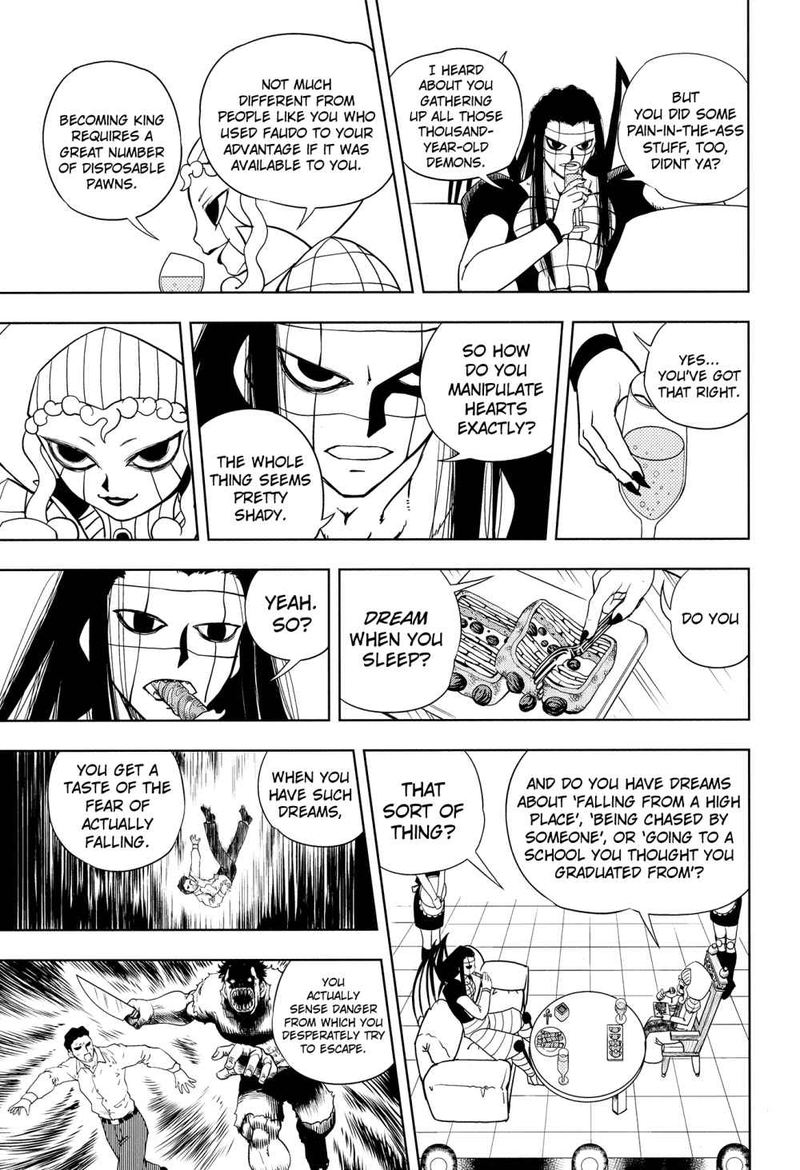 BUT
YOU DID SOME
PAIN-IN-THE-ASS
STUFF, TOO,
DIDNT YA?
I HEARD
ABOUT YOU
GATHERING
UP ALL THOSE
THOUSAND-
YEAR-OLD
DEMONS.
NOT MUCH
DIFFERENT FROM
PEOPLE LIKE YOU WHO
USED FAUDO TO YOUR
ADVANTAGE IF IT WAS
AVAILABLE TO YOU.
BECOMING KING
REQUIRES A
GREAT NUMBER
OF DISPOSABLE
PAWNS.
YES...
YOU'VE GOT
THAT RIGHT.
SO HOW
DO YOU
MANIPULATE
HEARTS
EXACTLY?
THE WHOLE
THING SEEMS
PRETTY
SHADY.
DO YOU
DREAM
WHEN YOU
SLEEP?
YEAH.
SO?
AND DO YOU HAVE DREAMS
ABOUT 'FALLING FROM A HIGH
PLACE', 'BEING CHASED BY
SOMEONE', OR 'GOING TO A
SCHOOL YOU THOUGHT YOU
GRADUATED FROM'?
THAT
SORT OF
THING?
WHEN YOU
HAVE SUCH
DREAMS,
YOU GET A
TASTE OF THE
FEAR OF
ACTUALLY
FALLING.
YOU
ACTUALLY
SENSE DANGER
FROM WHICH YOU
DESPERATELY TRY
TO ESCAPE.